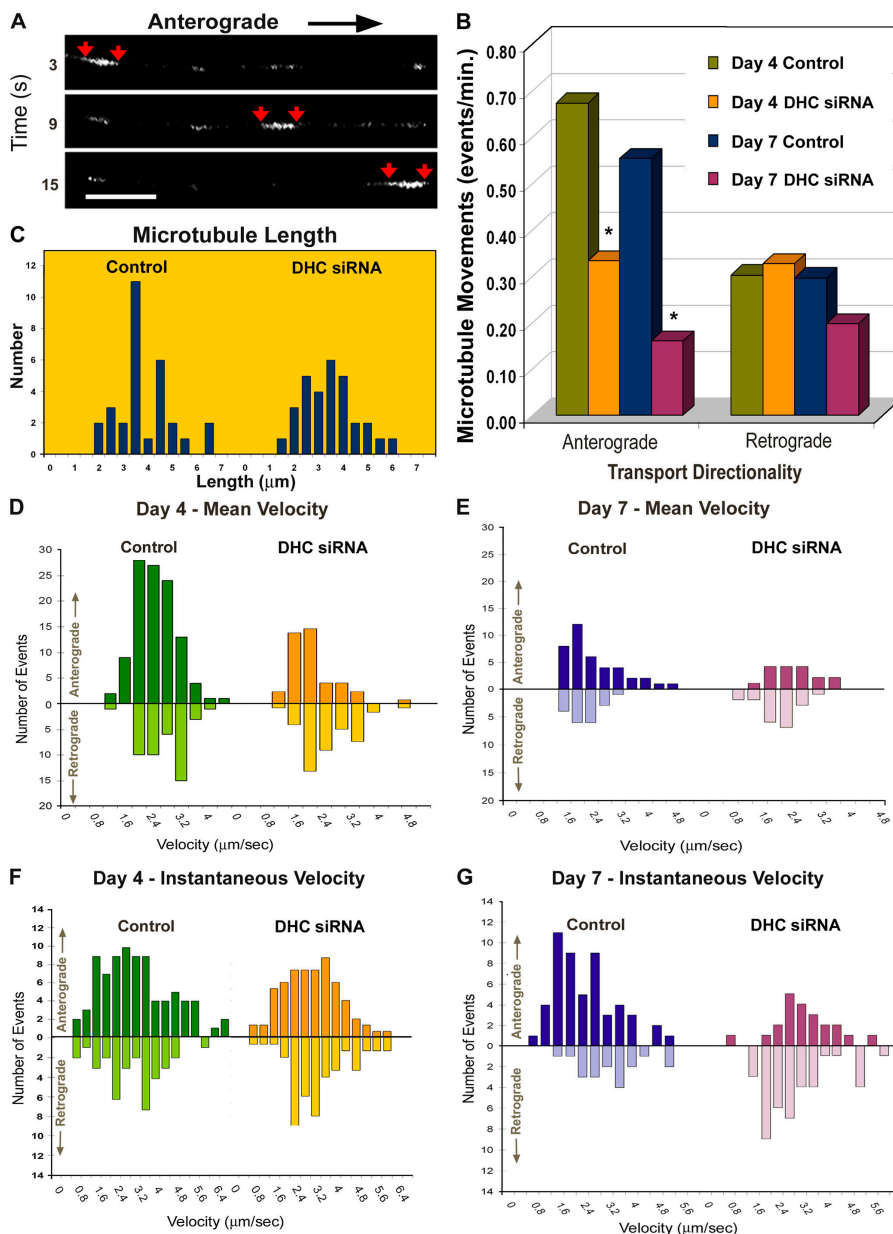 A
Anterograde
Time (s)
3
9
15
B
Microtubule Movements (events/min.)
0.80
0.70
0.60
0.50
0.40
0.30
0.20
0.10
0.00
Day 4 Control
Day 4 DHC siRNA
Day 7 Control
Day 7 DHC siRNA
*
*
Anterograde Retrograde
Transport Directionality
C
Microtubule Length
Control DHC siRNA
Number
12
10
8
6
4
2
0
0 1 2 3 4 5 6 7 0 1 2 3 4 5 6 7
Length (μm)
D
Day 4 - Mean Velocity
Control DHC siRNA
Number of Events
Retrograde Anterograde
30
25
20
15
10
5
0
5
10
15
20
0 0.8 1.6 2.4 3.2 4 0 0.8 1.6 2.4 3.2 4 4.8
Velocity (μm/sec)
E
Day 7 - Mean Velocity
Control DHC siRNA
Number of Events
Retrograde Anterograde
30
25
20
15
10
5
0
5
10
15
20
0 0.8 1.6 2.4 3.2 4 4.8 0 0.8 1.6 2.4 3.2 4 4.8
Velocity (μm/sec)
F
Day 4 - Instantaneous Velocity
Control DHC siRNA
Number of Events
Retrograde Anterograde
14
12
10
8
6
4
2
0
2
4
6
8
10
12
14
0 0.8 1.6 2.4 3.2 4 4.8 5.6 6.4 0 0.8 1.6 2.4 3.2 4 4.8 5.6 6.4
Velocity (μm/sec)
G
Day 7 - Instantaneous Velocity
Control DHC siRNA
Number of Events
Retrograde Anterograde
14
12
10
8
6
4
2
0
2
4
6
8
10
12
14
0 0.8 1.6 2.4 3.2 4 4.8 5.6 0 0.8 1.6 2.4 3.2 4 4.8 5.6
Velocity (μm/sec)